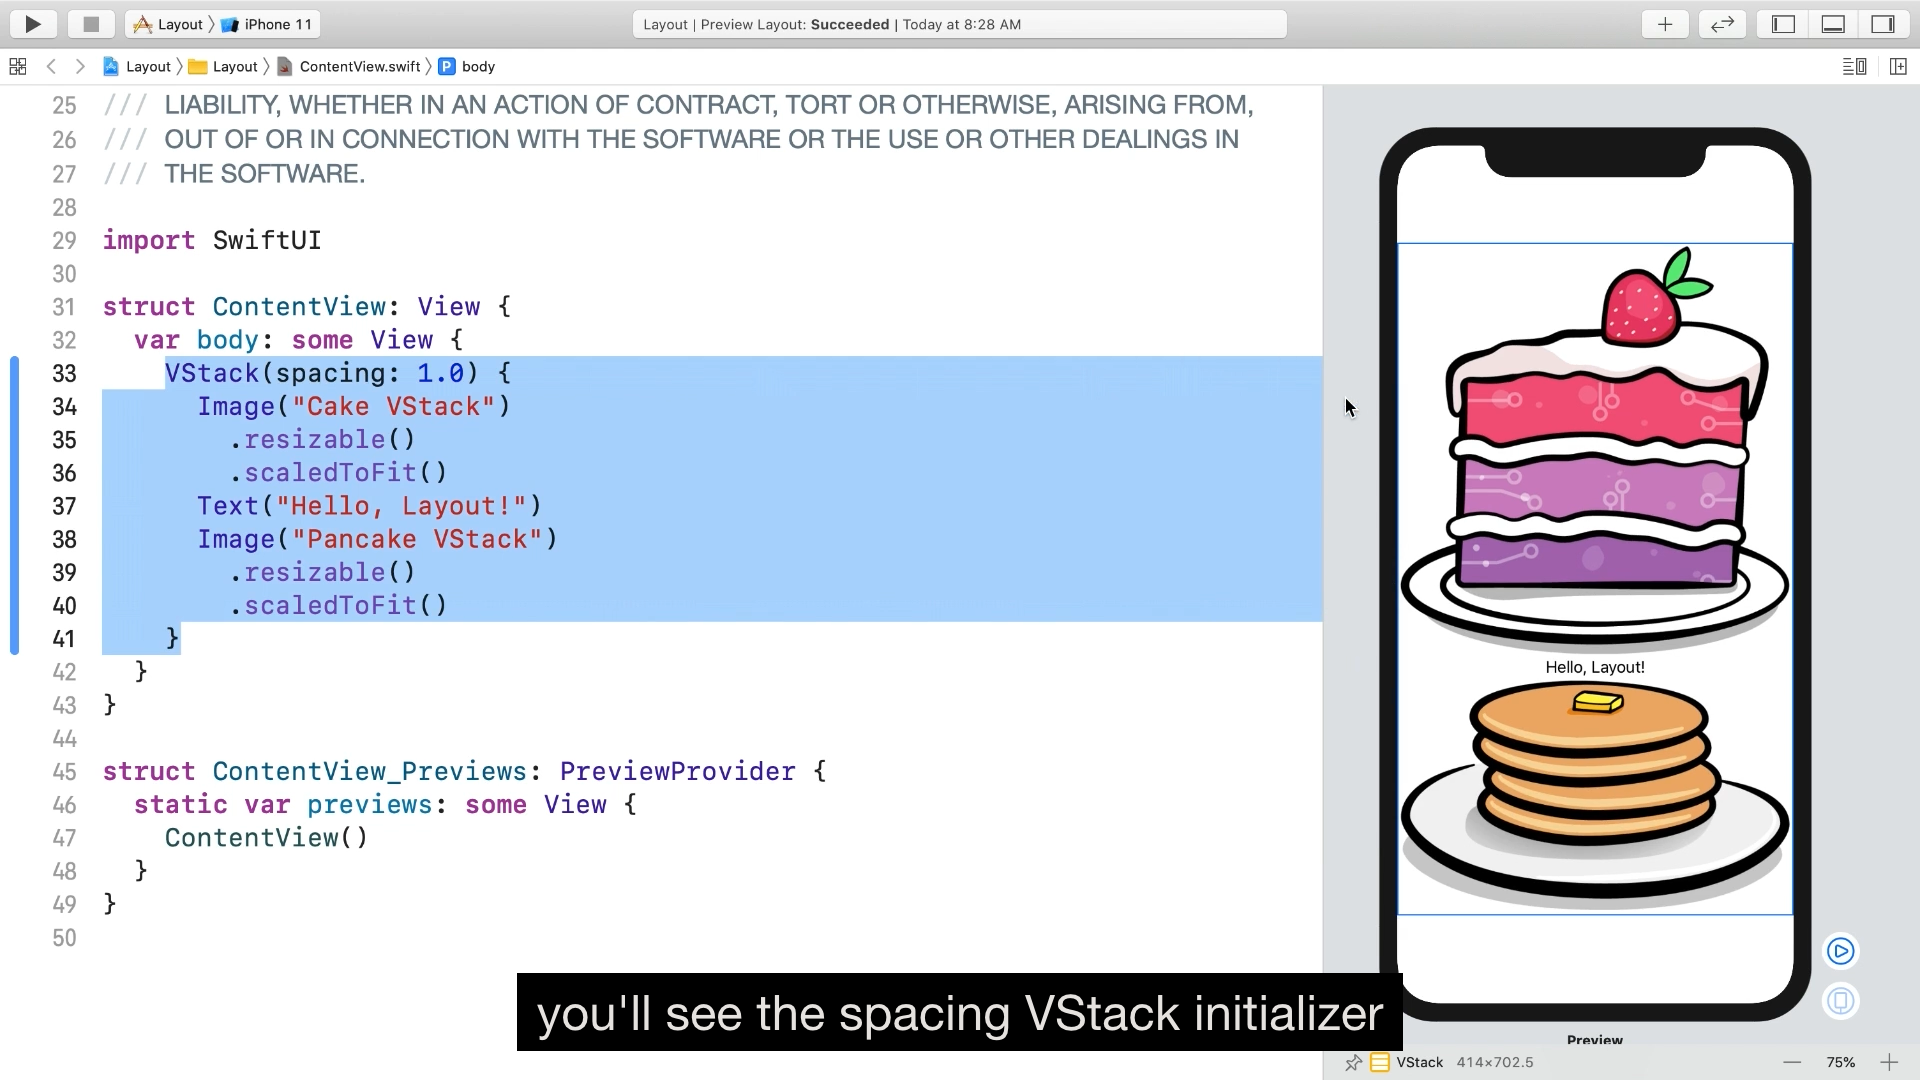 Layout 〉 iPhone 11
Layout | Preview Layout: Succeeded | Today at 8:28 AM
Layout 〉 Layout 〉 ContentView.swift 〉 P body
25 /// LIABILITY, WHETHER IN AN ACTION OF CONTRACT, TORT OR OTHERWISE, ARISING FROM,
26 /// OUT OF OR IN CONNECTION WITH THE SOFTWARE OR THE USE OR OTHER DEALINGS IN
27 /// THE SOFTWARE.
28
29 import SwiftUI
30
31 struct ContentView: View {
32 var body: some View {
33 VStack(spacing: 1.0) {
34 Image("Cake VStack")
35 .resizable()
36 .scaledToFit()
37 Text("Hello, Layout!")
38 Image("Pancake VStack")
39 .resizable()
40 .scaledToFit()
41 }
42 }
43 }
44
45 struct ContentView_Previews: PreviewProvider {
46 static var previews: some View {
47 ContentView()
48 }
49 }
50
Hello, Layout!
you'll see the spacing VStack initializer
Preview
VStack 414×702.5
75%